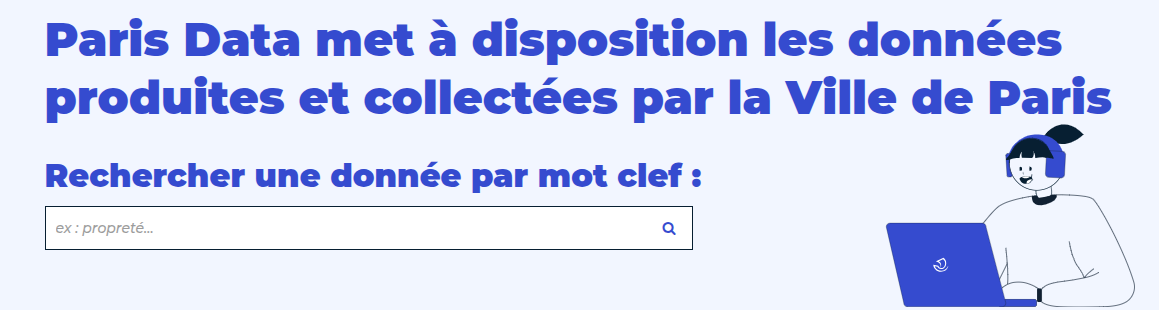 Paris Data met à disposition les données
produites et collectées par la Ville de Paris
Rechercher une donnée par mot clef :
ex : propreté...